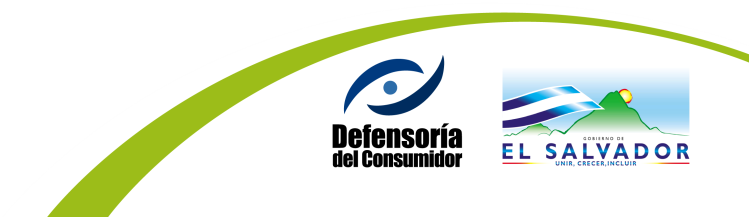 Defensoría
del Consumidor
GOBIERNO DE
EL SALVADOR
UNIR, CRECER, INCLUIR